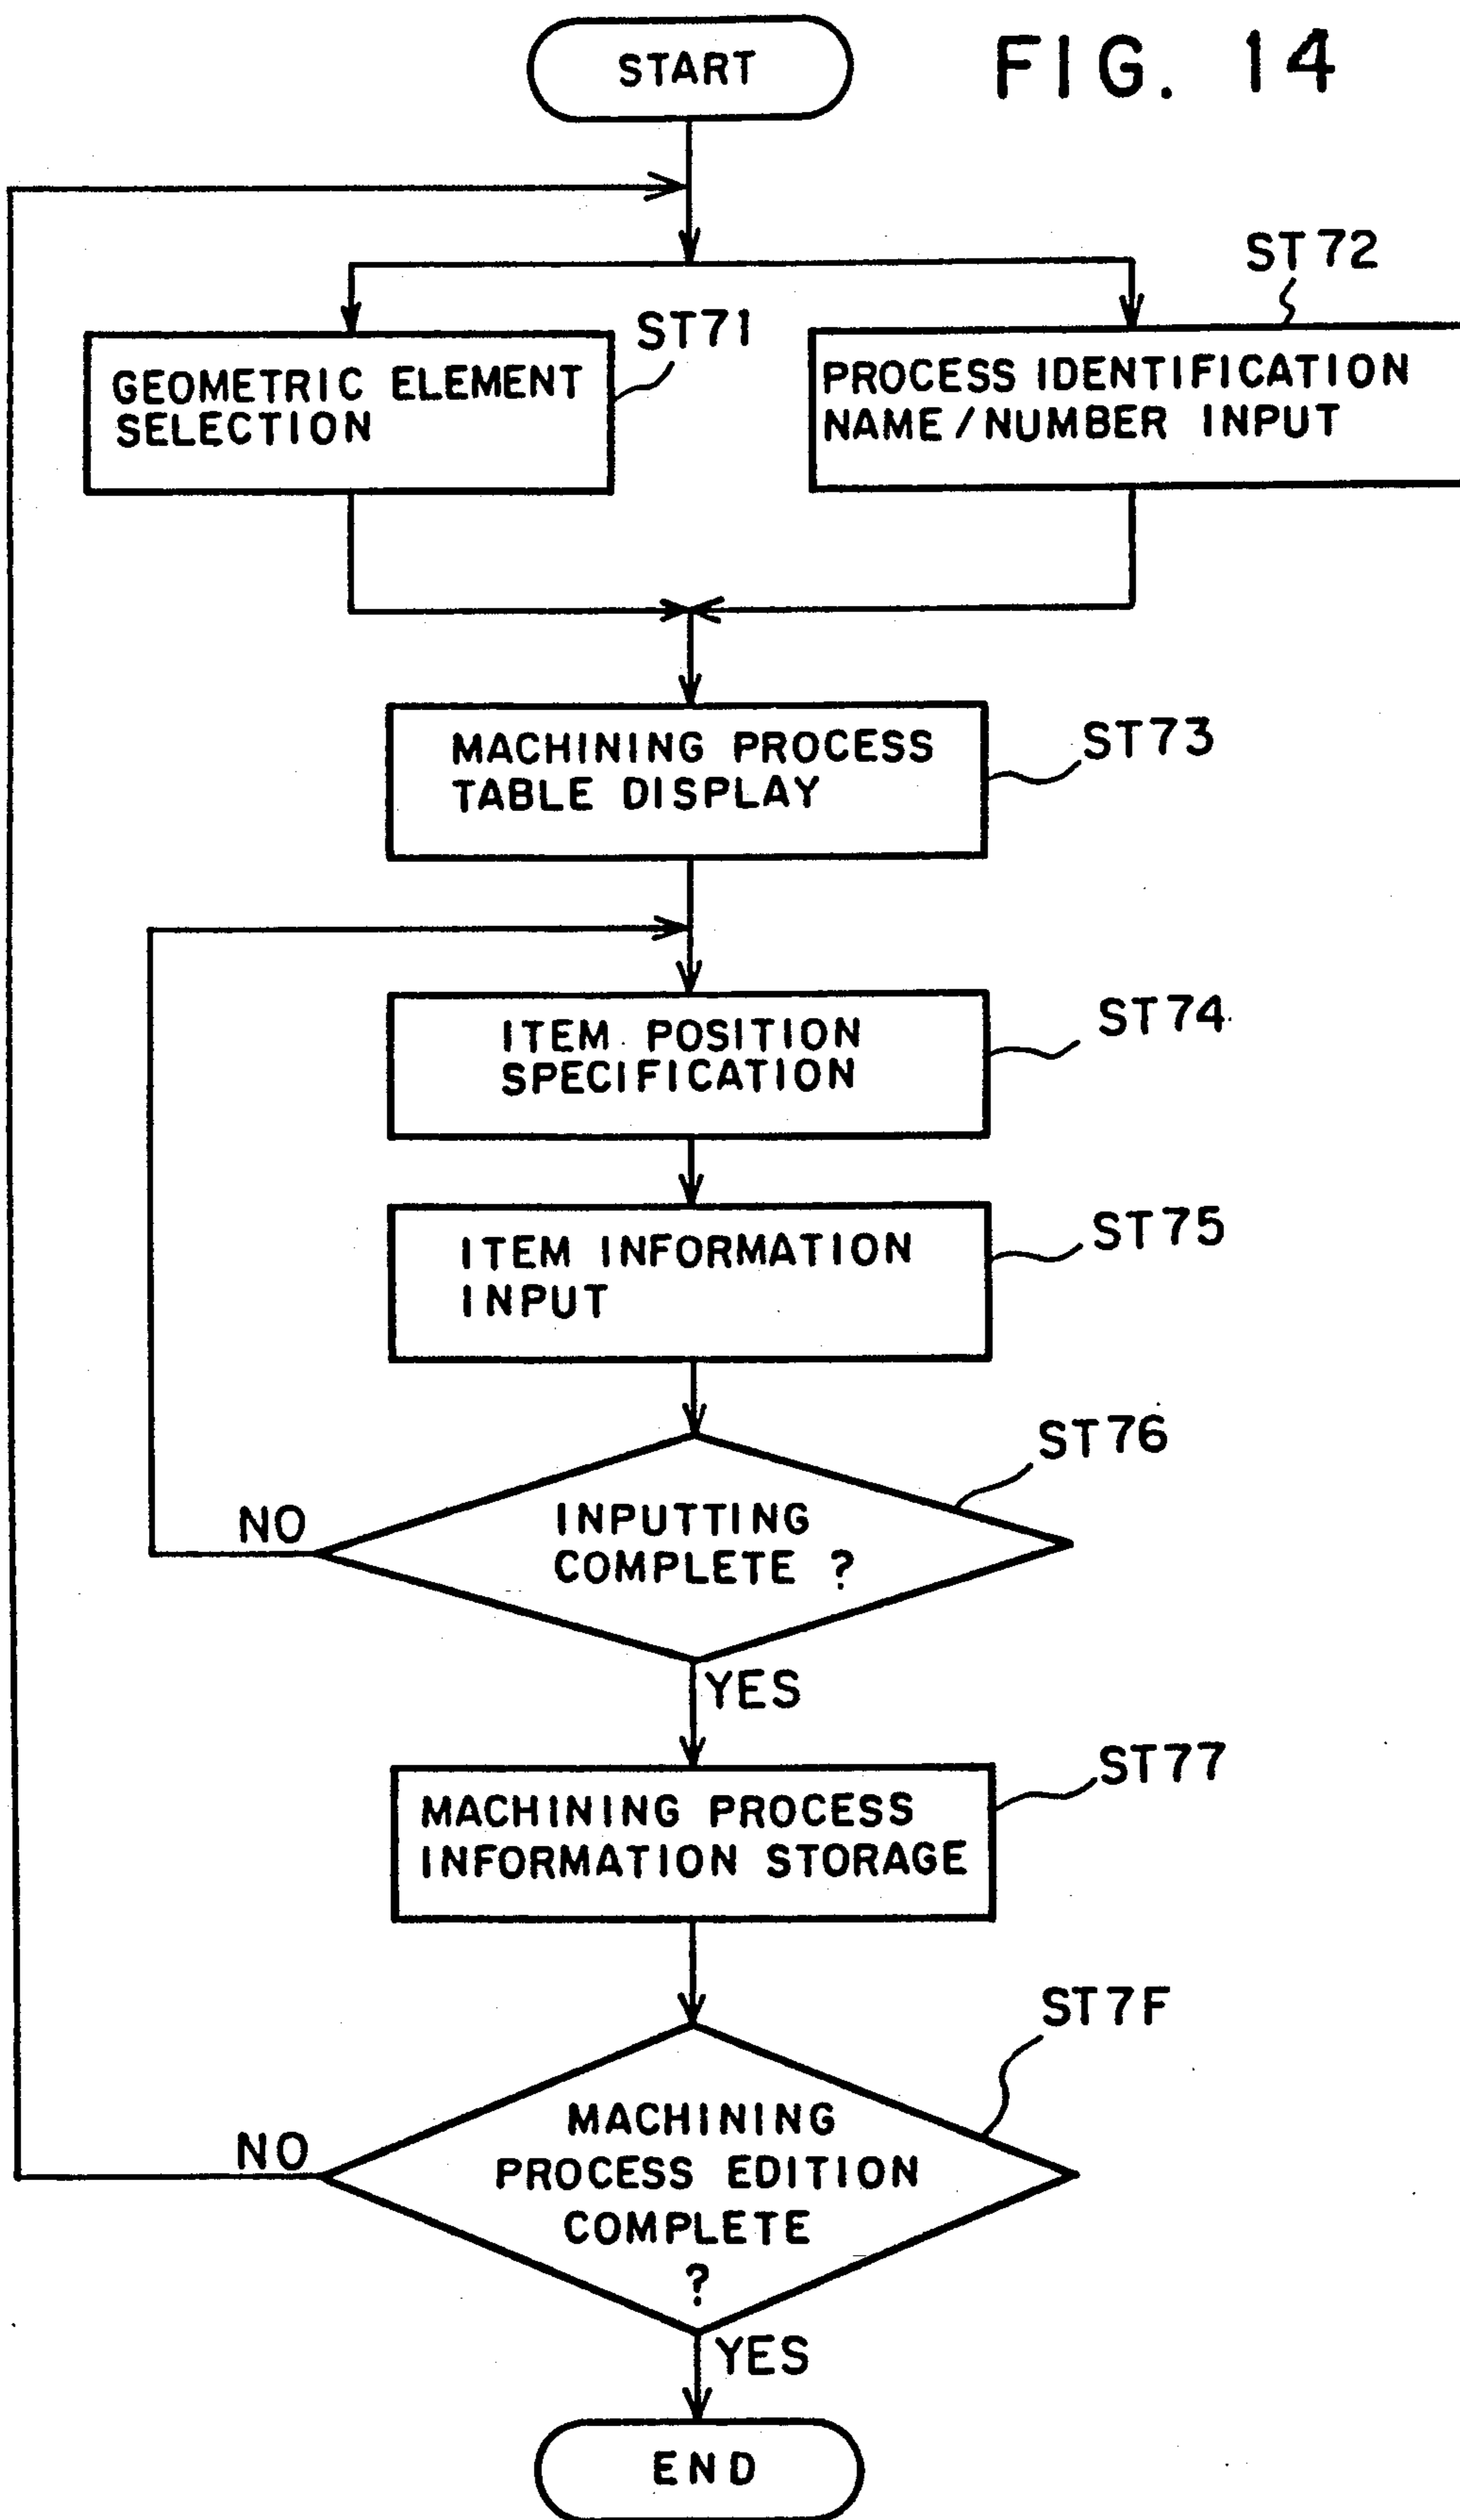 START
FIG. 14
ST72
ST71
GEOMETRIC ELEMENT
SELECTION
PROCESS IDENTIFICATION
NAME/NUMBER INPUT
MACHINING PROCESS
TABLE DISPLAY
ST73
ITEM POSITION
SPECIFICATION
ST74
ITEM INFORMATION
INPUT
ST75
ST76
NO
INPUTTING
COMPLETE ?
YES
ST77
MACHINING PROCESS
INFORMATION STORAGE
ST7F
NO
MACHINING
PROCESS EDITION
COMPLETE
?
YES
END